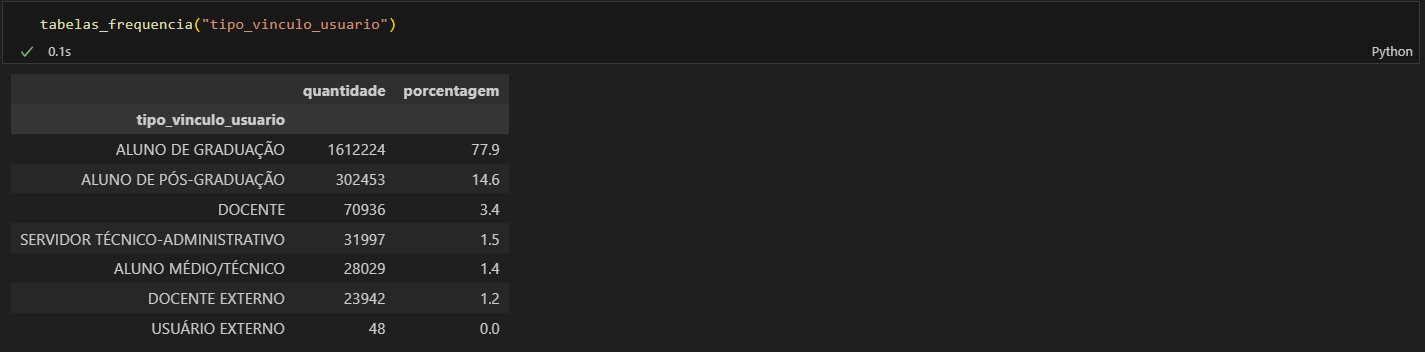 tabelas_frequencia("tipo_vinculo_usuario")
0.1s Python
quantidade porcentagem
tipo_vinculo_usuario
ALUNO DE GRADUAÇÃO 1612224 77.9
ALUNO DE PÓS-GRADUAÇÃO 302453 14.6
DOCENTE 70936 3.4
SERVIDOR TÉCNICO-ADMINISTRATIVO 31997 1.5
ALUNO MÉDIO/TÉCNICO 28029 1.4
DOCENTE EXTERNO 23942 1.2
USUÁRIO EXTERNO 48 0.0